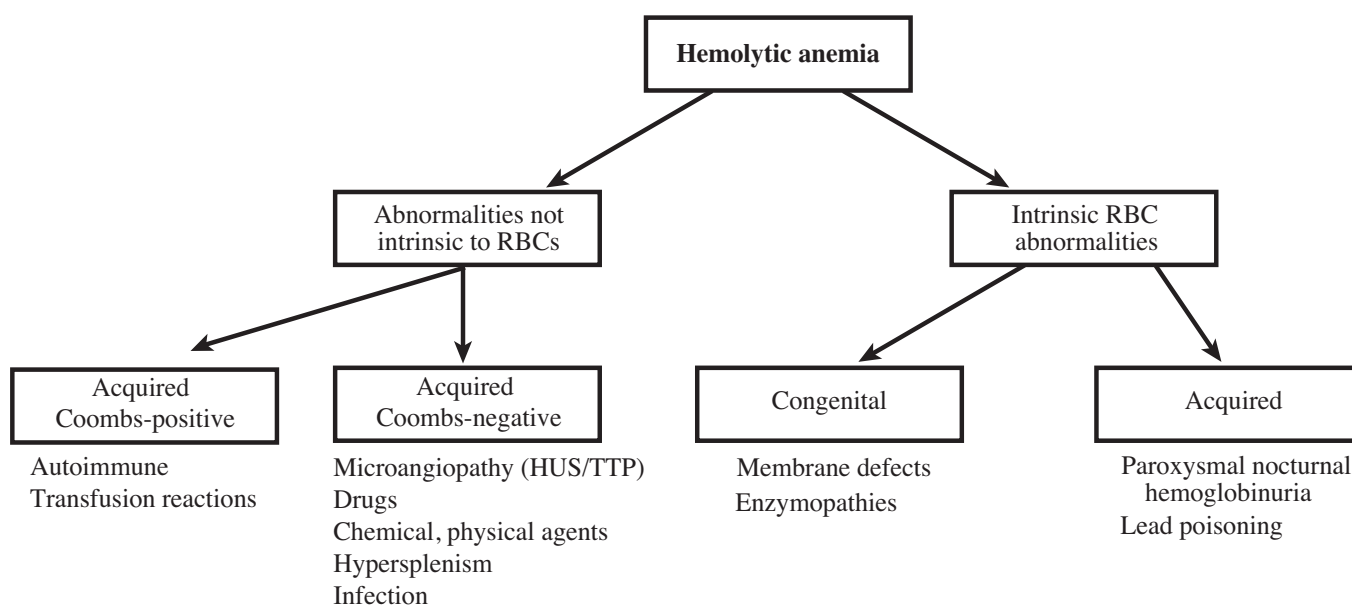 Hemolytic anemia
Abnormalities not
intrinsic to RBCs
Intrinsic RBC
abnormalities
Acquired
Coombs-positive
Autoimmune
Transfusion reactions
Acquired
Coombs-negative
Microangiopathy (HUS/TTP)
Drugs
Chemical, physical agents
Hypersplenism
Infection
Congenital
Membrane defects
Enzymopathies
Acquired
Paroxysmal nocturnal
hemoglobinuria
Lead poisoning